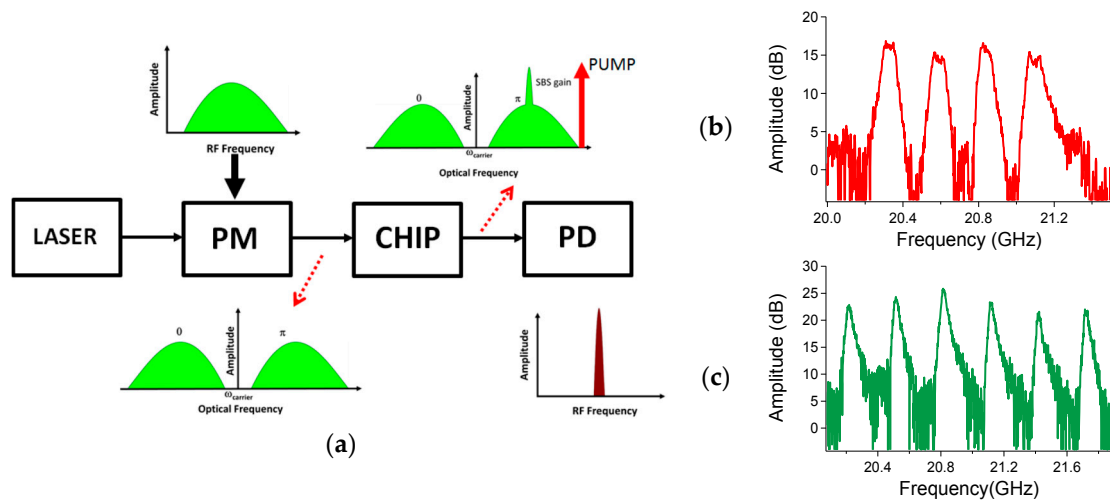 (a)
Amplitude
RF Frequency
0
Amplitude
π
SBS gain
PUMP
ω_carrier
Optical Frequency
LASER
PM
CHIP
PD
0
Amplitude
π
ω_carrier
Optical Frequency
Amplitude
RF Frequency
(a)
(b)
Amplitude (dB)
20
15
10
5
0
20.0 20.4 20.8 21.2
Frequency (GHz)
(c)
Amplitude (dB)
30
25
20
15
10
5
0
20.4 20.8 21.2 21.6
Frequency(GHz)